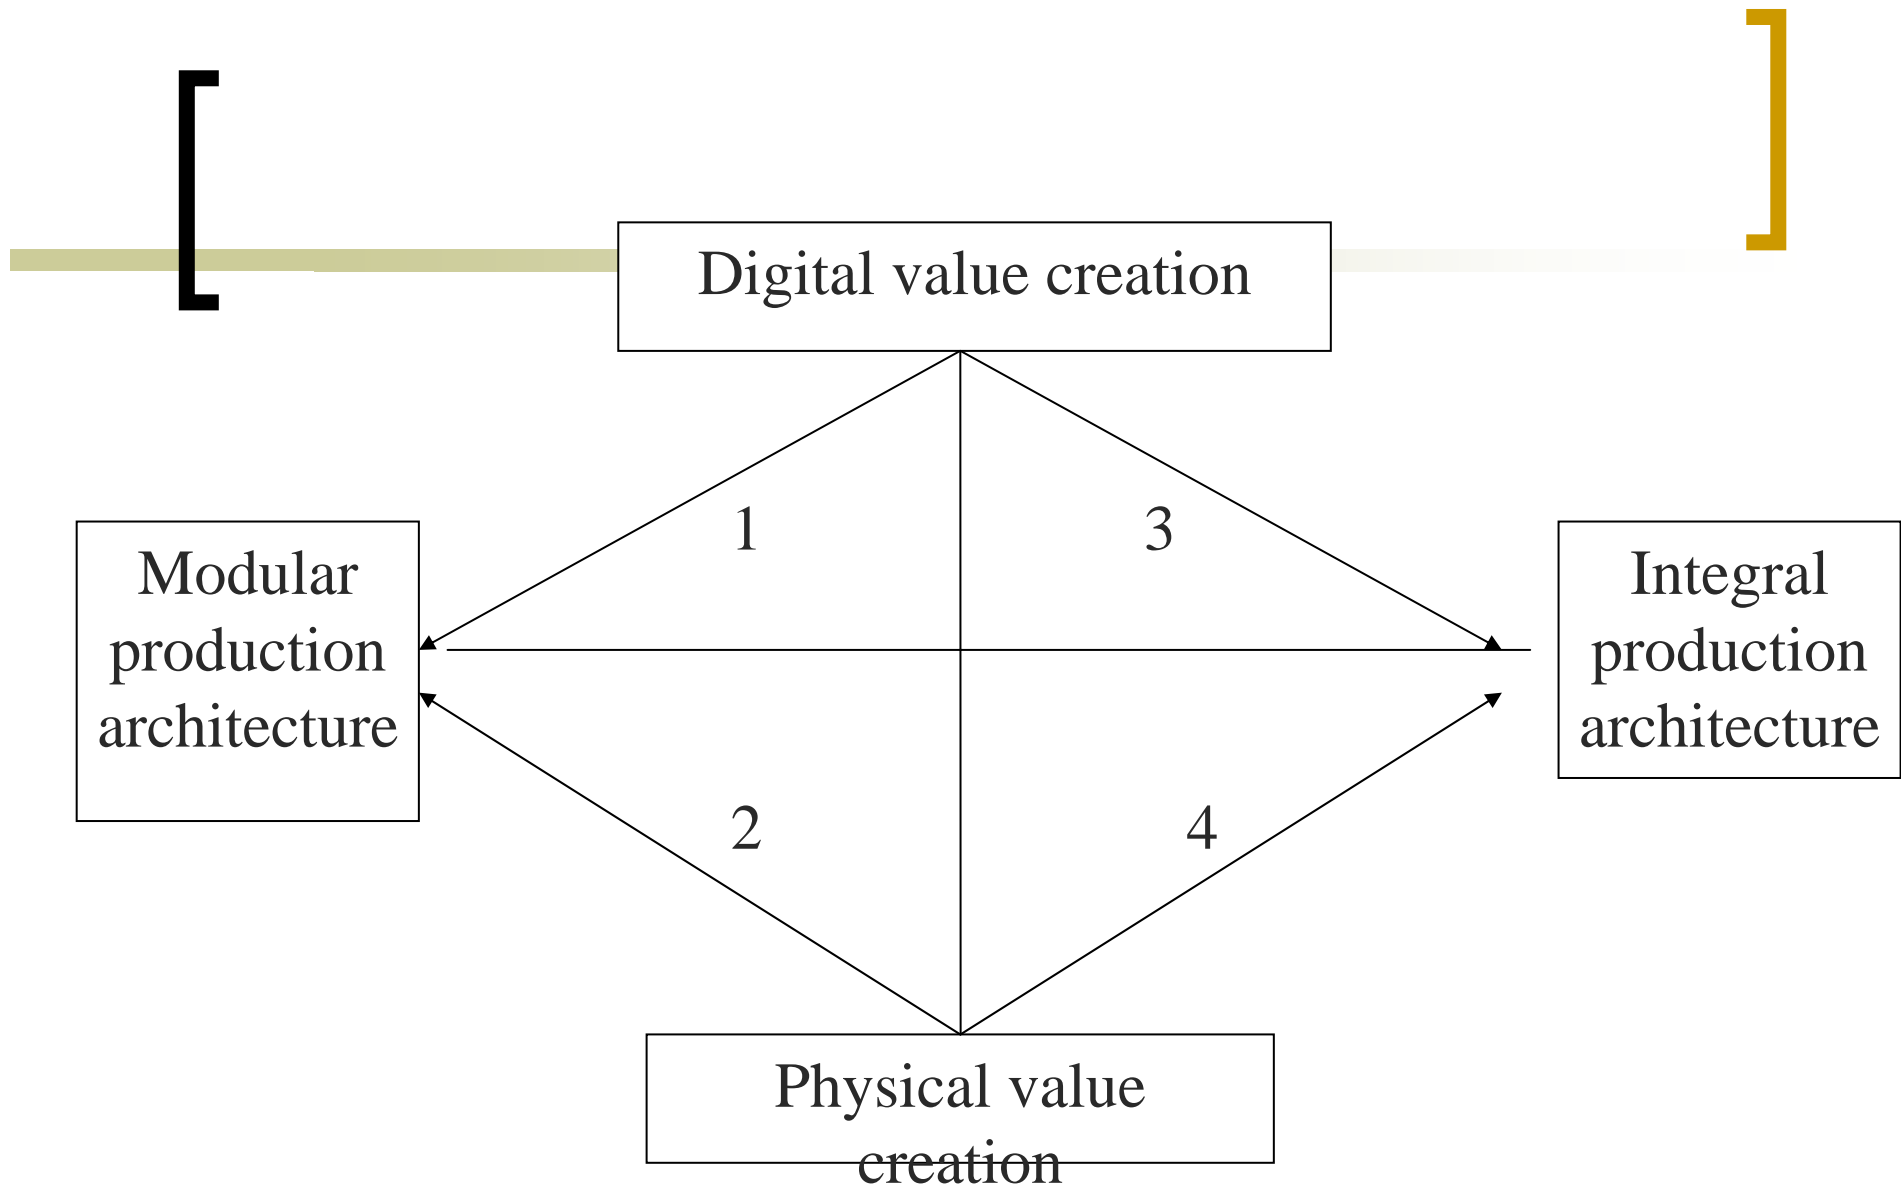 Digital value creation
1
3
Modular
production
architecture
Integral
production
architecture
2
4
Physical value
creation